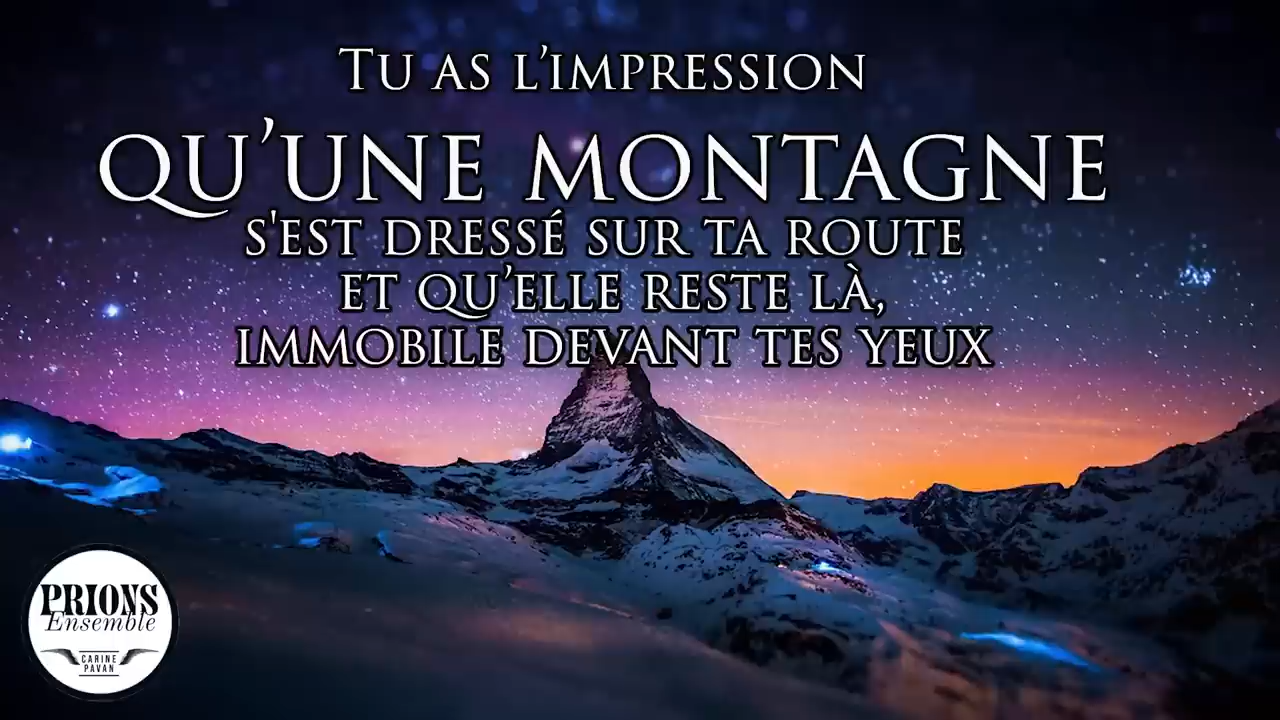 Tu as l’impression
qu’une montagne
s'est dressé sur ta route
et qu’elle reste là,
immobile devant tes yeux
PRIONS
Ensemble
CARINE
PAVAN